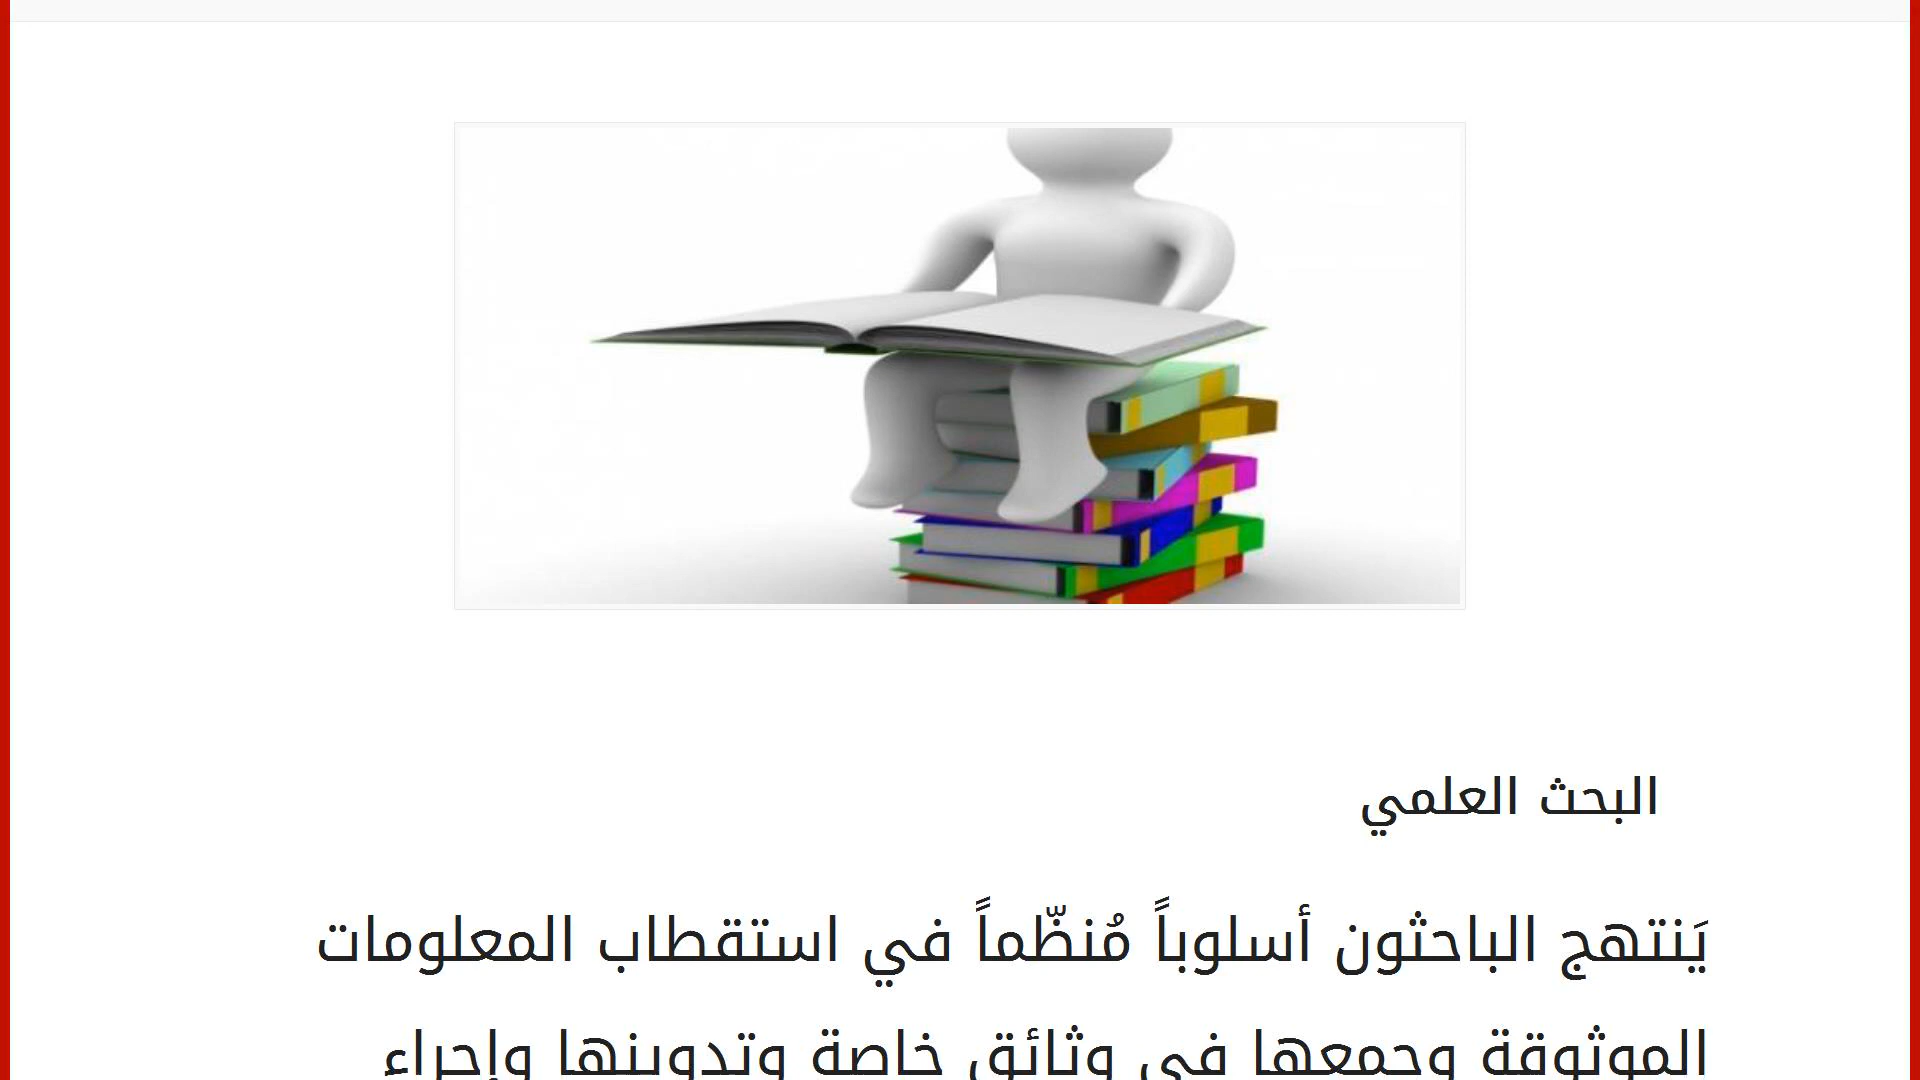 البحث العلمي
يَنتهج الباحثون أسلوباً مُنظّماً في استقطاب المعلومات
الموثوقة وجمعها في وثائق خاصة وتدوينها وإجراء